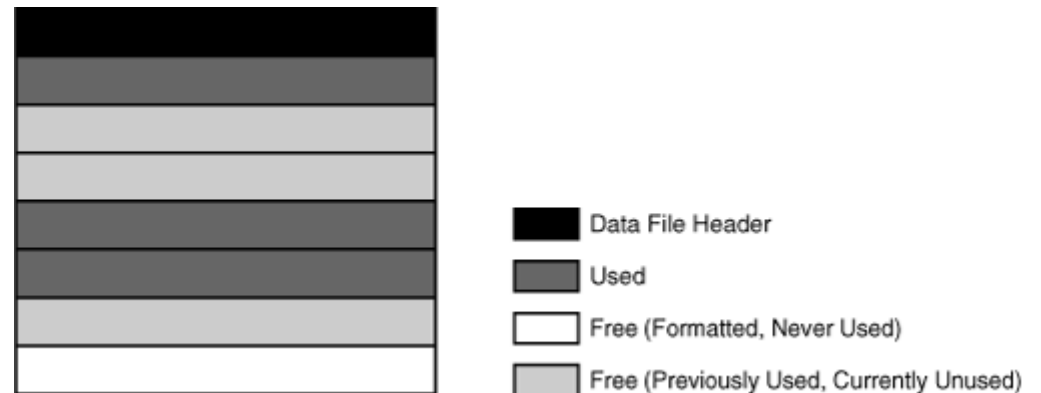 Data File Header
Used
Free (Formatted, Never Used)
Free (Previously Used, Currently Unused)